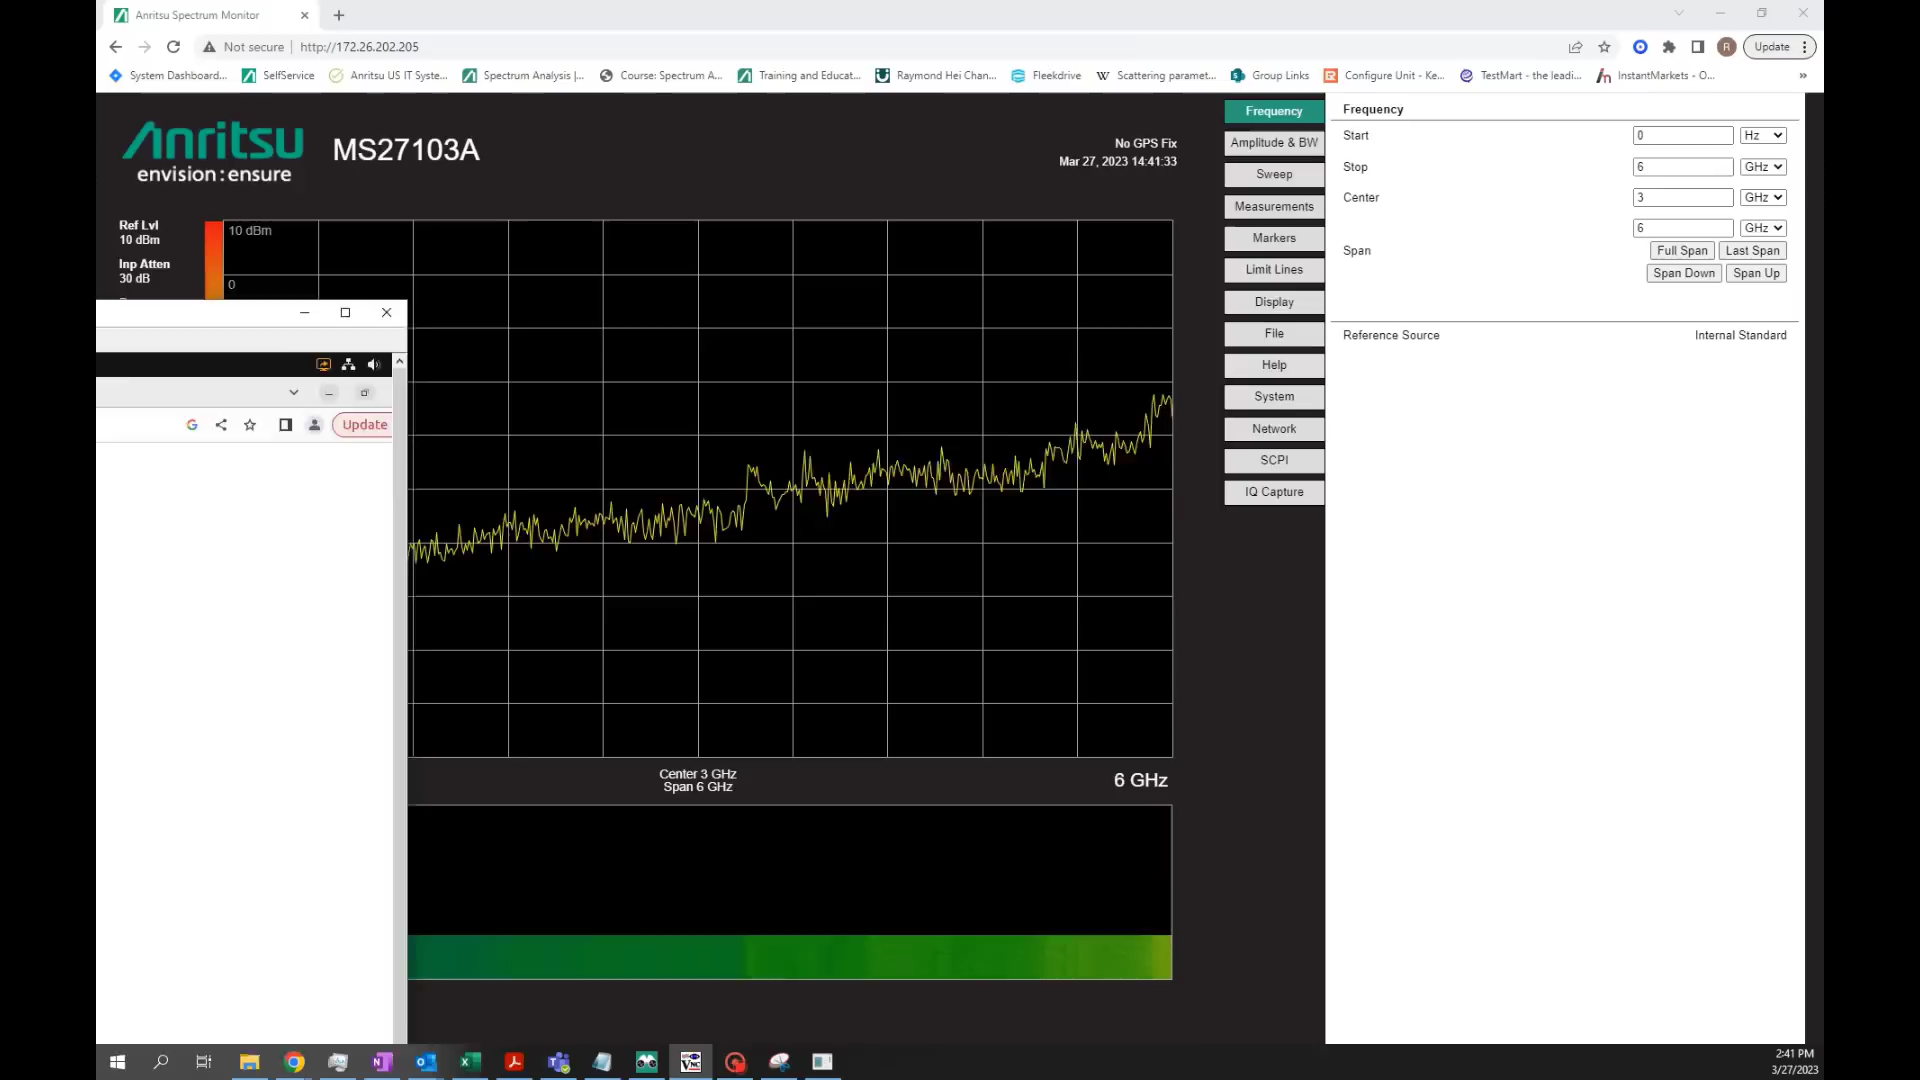 Anritsu Spectrum Monitor
Not secure
http://172.26.202.205
Update
System Dashboard...
SelfService
Anritsu US IT Syste...
Spectrum Analysis |...
Course: Spectrum A...
Training and Educat...
Raymond Hei Chan...
Fleekdrive
W Scattering paramet...
Group Links
Configure Unit - Ke...
TestMart - the leadi...
InstantMarkets - O...
»
Anritsu
envision : ensure
MS27103A
No GPS Fix
Mar 27, 2023 14:41:33
Ref Lvl
10 dBm
Inp Atten
30 dB
10 dBm
0
Update
Center 3 GHz
Span 6 GHz
6 GHz
Frequency
Amplitude & BW
Sweep
Measurements
Markers
Limit Lines
Display
File
Help
System
Network
SCPI
IQ Capture
Frequency
Start 0 Hz
Stop 6 GHz
Center 3 GHz
6 GHz
Span Full Span Last Span
Span Down Span Up
Reference Source Internal Standard
2:41 PM
3/27/2023